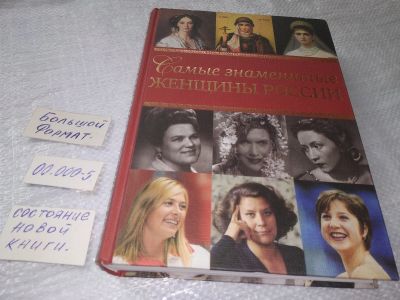 Самые знаменитые
ЖЕНЩИНЫ РОССИИ
Большой
Формат.
00.000-5
состояние
новой
книги.